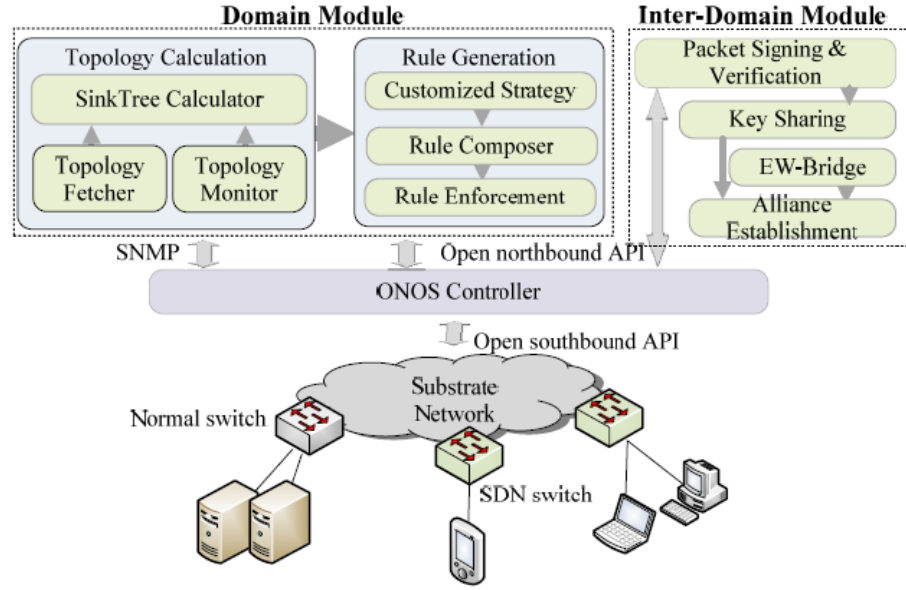 Domain Module
Inter-Domain Module
Topology Calculation
SinkTree Calculator
Topology
Fetcher
Topology
Monitor
Rule Generation
Customized Strategy
Rule Composer
Rule Enforcement
Packet Signing &
Verification
Key Sharing
EW-Bridge
Alliance
Establishment
SNMP
Open northbound API
ONOS Controller
Open southbound API
Substrate
Network
Normal switch
SDN switch